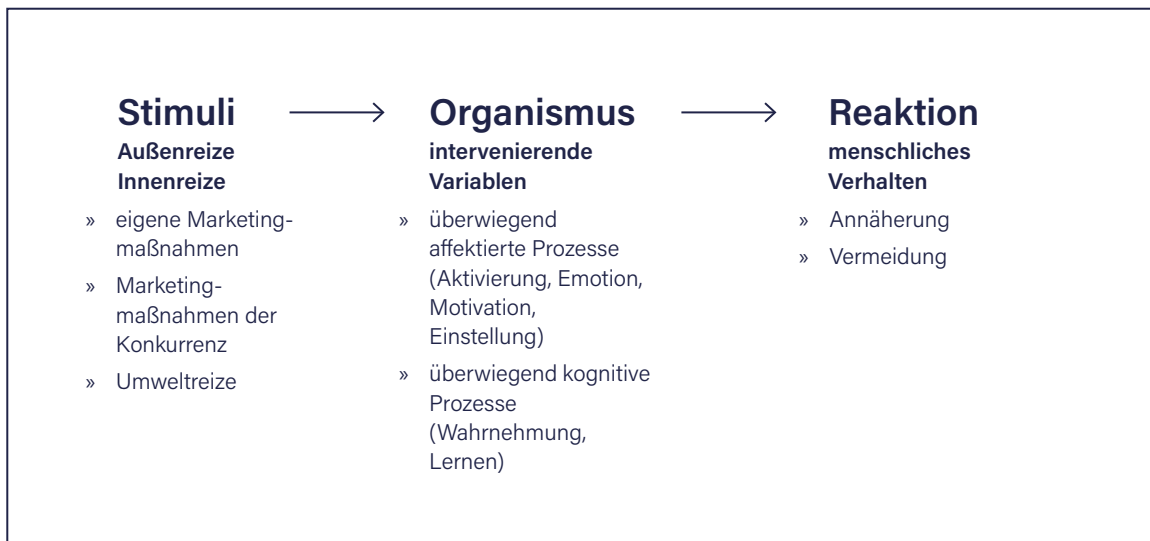 Stimuli
Außenreize
Innenreize
» eigene Marketing-
maßnahmen
» Marketing-
maßnahmen der
Konkurrenz
» Umweltreize
Organismus
intervenierende
Variablen
» überwiegend
affektierte Prozesse
(Aktivierung, Emotion,
Motivation,
Einstellung)
» überwiegend kognitive
Prozesse
(Wahrnehmung,
Lernen)
Reaktion
menschliches
Verhalten
» Annäherung
» Vermeidung